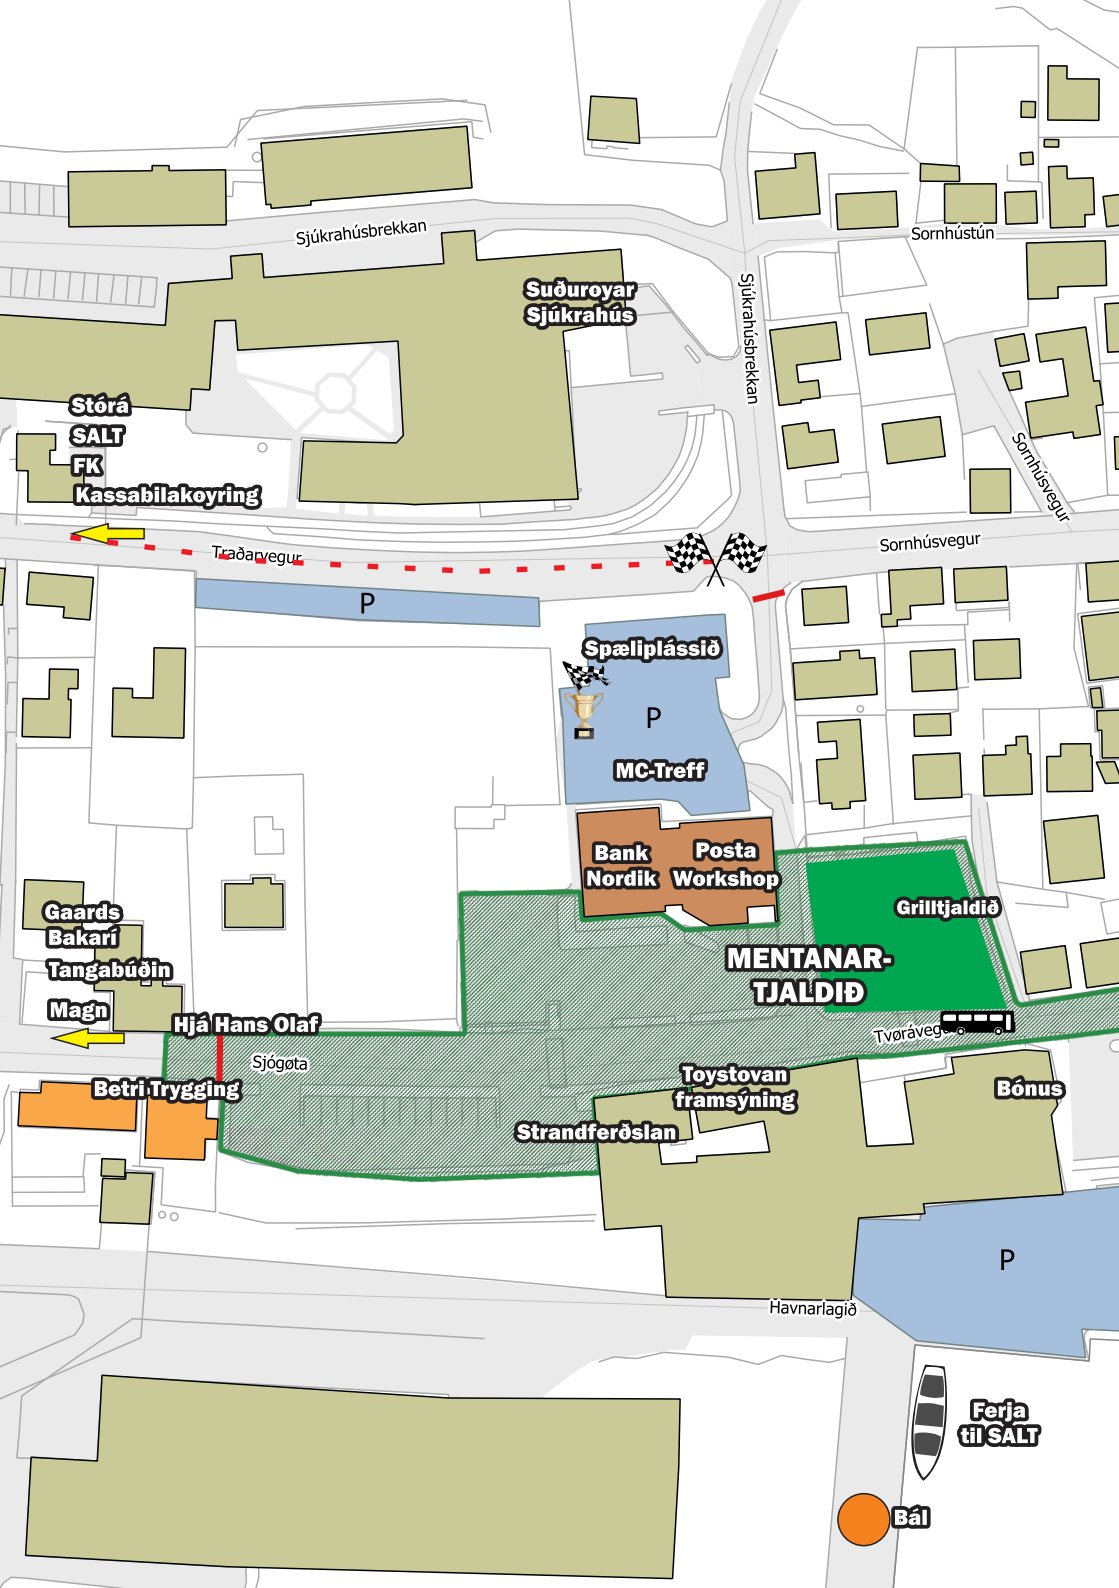 Sjúkrahúsbrekkan
Sornhústún
Suðuroyar
Sjúkrahús
Sjúkrahúsbrekkan
Stórá
SALT
FK
Kassabilakoyring
Sornhúsvegur
Traðarvegur
Sornhúsvegur
P
Spæliplássið
P
MC-Treff
Bank
Nordik
Posta
Workshop
Gaards
Bakarí
Tangabúðin
Magn
Grilltjaldið
MENTANAR-
TJALDIÐ
Hjá Hans Olaf
Tvørávegu
Sjógøta
Betri Trygging
Toystovan
framsýning
Bónus
Strandferðslan
P
Havnarlagið
Ferja
til SALT
Bál